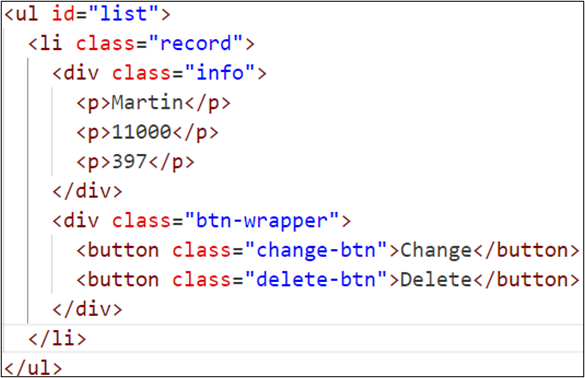 <ul id="list">
<li class="record">
<div class="info">
<p>Martin</p>
<p>11000</p>
<p>397</p>
</div>
<div class="btn-wrapper">
<button class="change-btn">Change</button>
<button class="delete-btn">Delete</button>
</div>
</li>
</ul>